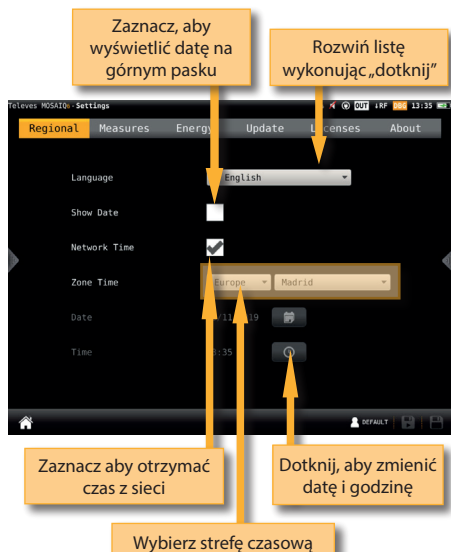 Zaznacz, aby
wyświetlić datę na
górnym pasku
Rozwiń listę
wykonując „dotknij”
Televes MOSAIQ6-Settings
OUT ↓RF 13:35
Regional Measures Energy Update Licenses About
Language English
Show Date
Network Time
Zone Time Europe Madrid
Date
Time
DEFAULT
Zaznacz aby otrzymać
czas z sieci
Dotknij, aby zmienić
datę i godzinę
Wybierz strefę czasową